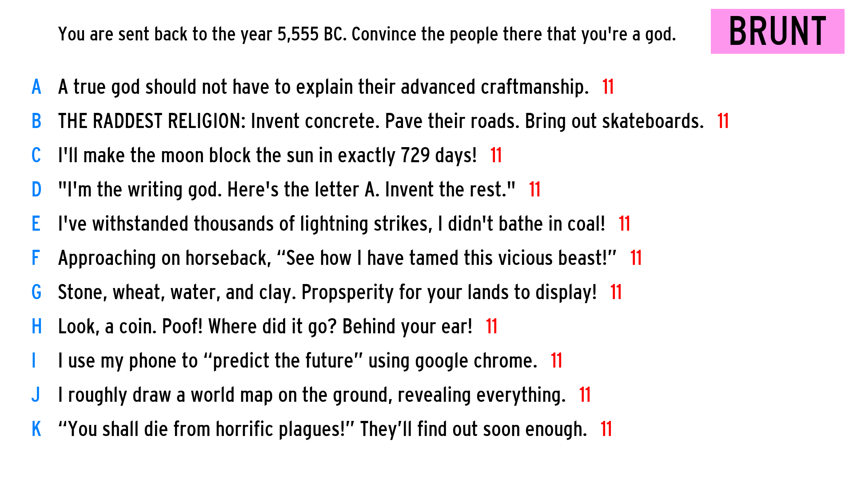 You are sent back to the year 5,555 BC. Convince the people there that you're a god.
BRUNT
A A true god should not have to explain their advanced craftmanship. 11
B THE RADDEST RELIGION: Invent concrete. Pave their roads. Bring out skateboards. 11
C I'll make the moon block the sun in exactly 729 days! 11
D "I'm the writing god. Here's the letter A. Invent the rest." 11
E I've withstanded thousands of lightning strikes, I didn't bathe in coal! 11
F Approaching on horseback, “See how I have tamed this vicious beast!” 11
G Stone, wheat, water, and clay. Propsperity for your lands to display! 11
H Look, a coin. Poof! Where did it go? Behind your ear! 11
I I use my phone to “predict the future” using google chrome. 11
J I roughly draw a world map on the ground, revealing everything. 11
K “You shall die from horrific plagues!” They’ll find out soon enough. 11